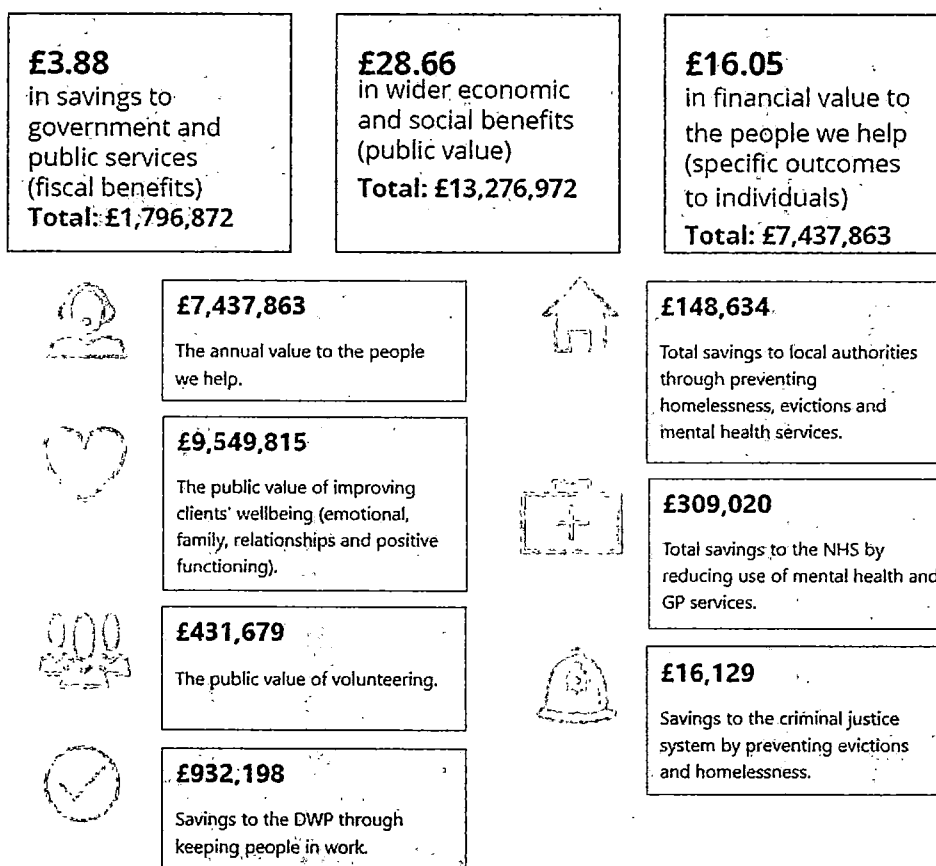 £3.88
in savings to
government and
public services
(fiscal benefits)
Total: £1,796,872
£28.66
in wider economic
and social benefits
(public value)
Total: £13,276,972
£16.05
in financial value to
the people we help
(specific outcomes
to individuals)
Total: £7,437,863
£7,437,863
The annual value to the people
we help.
£9,549,815
The public value of improving
clients' wellbeing (emotional,
family, relationships and positive
functioning).
£431,679
The public value of volunteering.
£932,198
Savings to the DWP through
keeping people in work.
£148,634
Total savings to local authorities
through preventing
homelessness, evictions and
mental health services.
£309,020
Total savings to the NHS by
reducing use of mental health and
GP services.
£16,129
Savings to the criminal justice
system by preventing evictions
and homelessness.